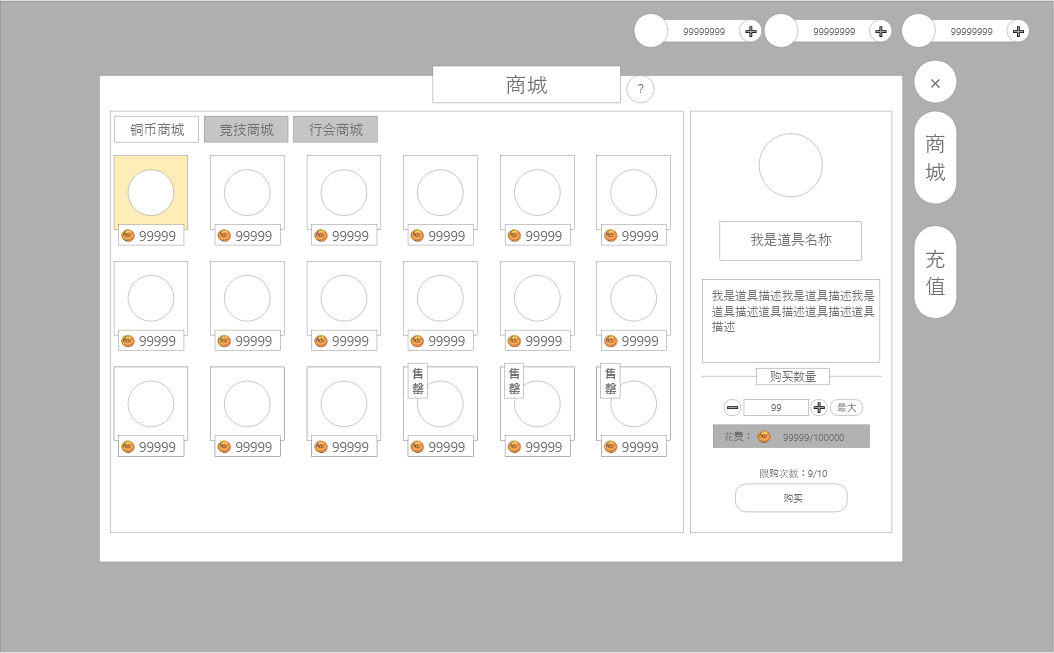 99999999 99999999 99999999
商城 ?
×
商城
充值
铜币商城 竞技商城 行会商城
99999 99999 99999 99999 99999 99999
99999 99999 99999 99999 99999 99999
售罄 售罄 售罄
99999 99999 99999 99999 99999 99999
我是道具名称
我是道具描述我是道具描述我是
道具描述道具描述道具描述道具
描述
购买数量
99 最大
花费： 99999/100000
限购次数：9/10
购买